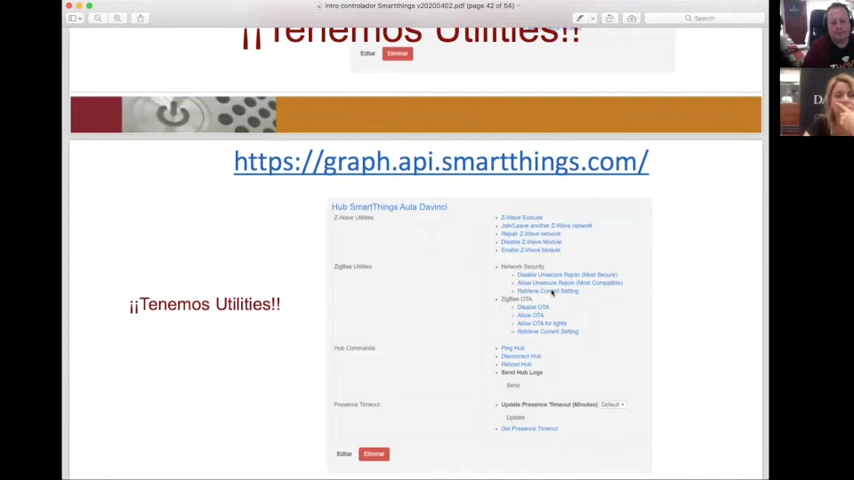 intro controlador Smartthings v20200402.pdf (page 42 of 54)
Search
¡¡Tenemos Utilities!!
Editar Eliminar
https://graph.api.smartthings.com/
Hub SmartThings Aula Davinci
Z-Wave Utilities
Z-Wave Exclude
Join/Leave another Z-Wave network
Repair Z-Wave network
Disable Z-Wave Module
Enable Z-Wave Module
¡¡Tenemos Utilities!!
ZigBee Utilities
Network Security
Disable Unsecure Rejoin (Most Secure)
Allow Unsecure Rejoin (Most Compatible)
Retrieve Current Setting
ZigBee OTA
Disable OTA
Allow OTA
Allow OTA for lights
Retrieve Current Setting
Hub Commands
Ping Hub
Disconnect Hub
Reboot Hub
Send Hub Logs
Send
Presence Timeout
Update Presence Timeout (Minutes) Default
Update
Get Presence Timeout
Editar Eliminar